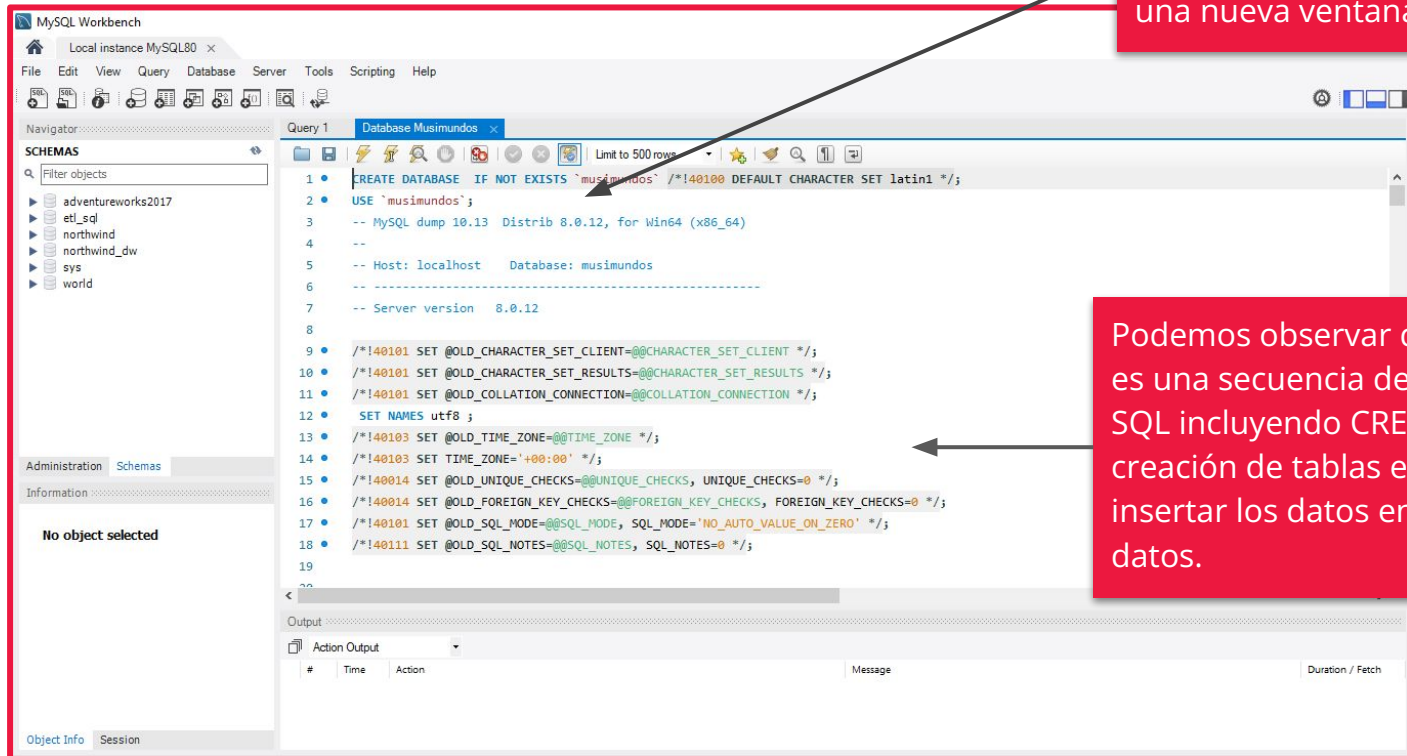 una nueva ventana
MySQL Workbench
Local instance MySQL80 ×
File Edit View Query Database Server Tools Scripting Help
Navigator
SCHEMAS
Filter objects
adventureworks2017
etl_sql
northwind
northwind_dw
sys
world
Administration Schemas
Information
No object selected
Object Info Session
Query 1 Database Musimundos ×
Limit to 500 rows
1 CREATE DATABASE IF NOT EXISTS `musimundos` /*!40100 DEFAULT CHARACTER SET latin1 */;
2 USE `musimundos`;
3 -- MySQL dump 10.13 Distrib 8.0.12, for Win64 (x86_64)
4 --
5 -- Host: localhost Database: musimundos
6 -- ------------------------------------------------------
7 -- Server version 8.0.12
8
9 /*!40101 SET @OLD_CHARACTER_SET_CLIENT=@@CHARACTER_SET_CLIENT */;
10 /*!40101 SET @OLD_CHARACTER_SET_RESULTS=@@CHARACTER_SET_RESULTS */;
11 /*!40101 SET @OLD_COLLATION_CONNECTION=@@COLLATION_CONNECTION */;
12 SET NAMES utf8 ;
13 /*!40103 SET @OLD_TIME_ZONE=@@TIME_ZONE */;
14 /*!40103 SET TIME_ZONE='+00:00' */;
15 /*!40014 SET @OLD_UNIQUE_CHECKS=@@UNIQUE_CHECKS, UNIQUE_CHECKS=0 */;
16 /*!40014 SET @OLD_FOREIGN_KEY_CHECKS=@@FOREIGN_KEY_CHECKS, FOREIGN_KEY_CHECKS=0 */;
17 /*!40101 SET @OLD_SQL_MODE=@@SQL_MODE, SQL_MODE='NO_AUTO_VALUE_ON_ZERO' */;
18 /*!40111 SET @OLD_SQL_NOTES=@@SQL_NOTES, SQL_NOTES=0 */;
19
Podemos observar
es una secuencia de
SQL incluyendo CRE
creación de tablas e
insertar los datos en
datos.
Output
Action Output
# Time Action Message Duration / Fetch